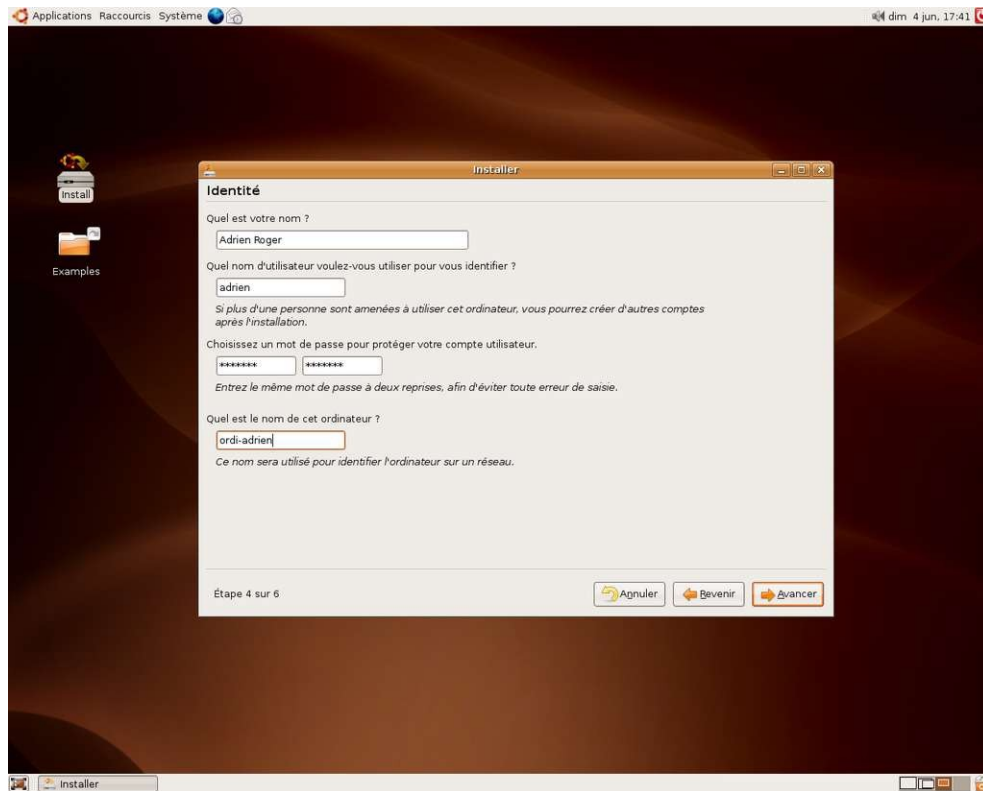 Applications Raccourcis Système
dim 4 jun, 17:41
Install
Examples
Installer
Identité
Quel est votre nom ?
Adrien Roger
Quel nom d'utilisateur voulez-vous utiliser pour vous identifier ?
adrien
Si plus d'une personne sont amenées à utiliser cet ordinateur, vous pourrez créer d'autres comptes
après l'installation.
Choisissez un mot de passe pour protéger votre compte utilisateur.
******* *******
Entrez le même mot de passe à deux reprises, afin d'éviter toute erreur de saisie.
Quel est le nom de cet ordinateur ?
ordi-adrien
Ce nom sera utilisé pour identifier l'ordinateur sur un réseau.
Étape 4 sur 6
Annuler
Revenir
Avancer
Installer